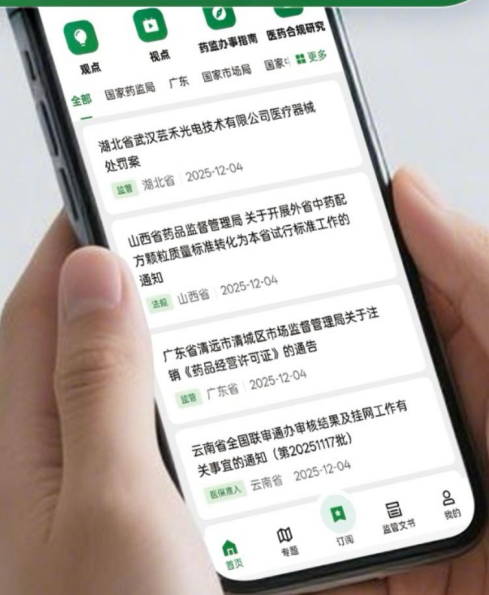 观点
视点
药监办事指南
医药合规研究
全部
国家药监局
广东
国家市场局
更多
湖北省武汉芸禾光电技术有限公司医疗器械
处罚案
监管 湖北省 2025-12-04
山西省药品监督管理局 关于开展外省中药配
方颗粒质量标准转化为本省试行标准工作的
通知
法规 山西省 2025-12-04
广东省清远市清城区市场监督管理局关于注
销《药品经营许可证》的通告
监管 广东省 2025-12-04
云南省全国联审通办审核结果及挂网工作有
关事宜的通知（第20251117批）
医保准入 云南省 2025-12-04
首页
专题
订阅
监管文书
我的